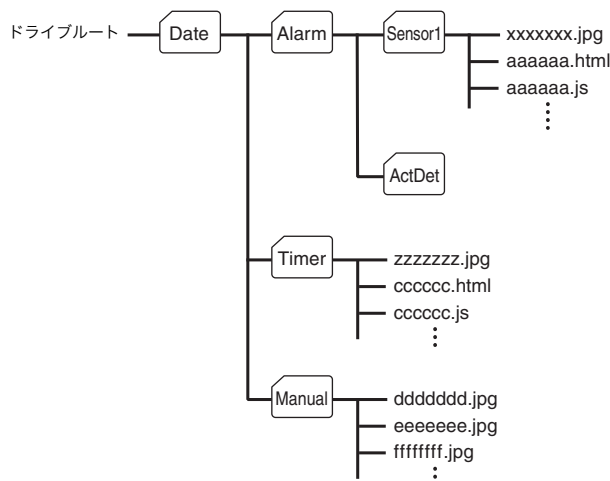 ドライブルート Date Alarm Sensor1 xxxxxxx.jpg
aaaaaa.html
aaaaaa.js
ActDet
Timer zzzzzzz.jpg
cccccc.html
cccccc.js
Manual ddddddd.jpg
eeeeeee.jpg
ffffffff.jpg